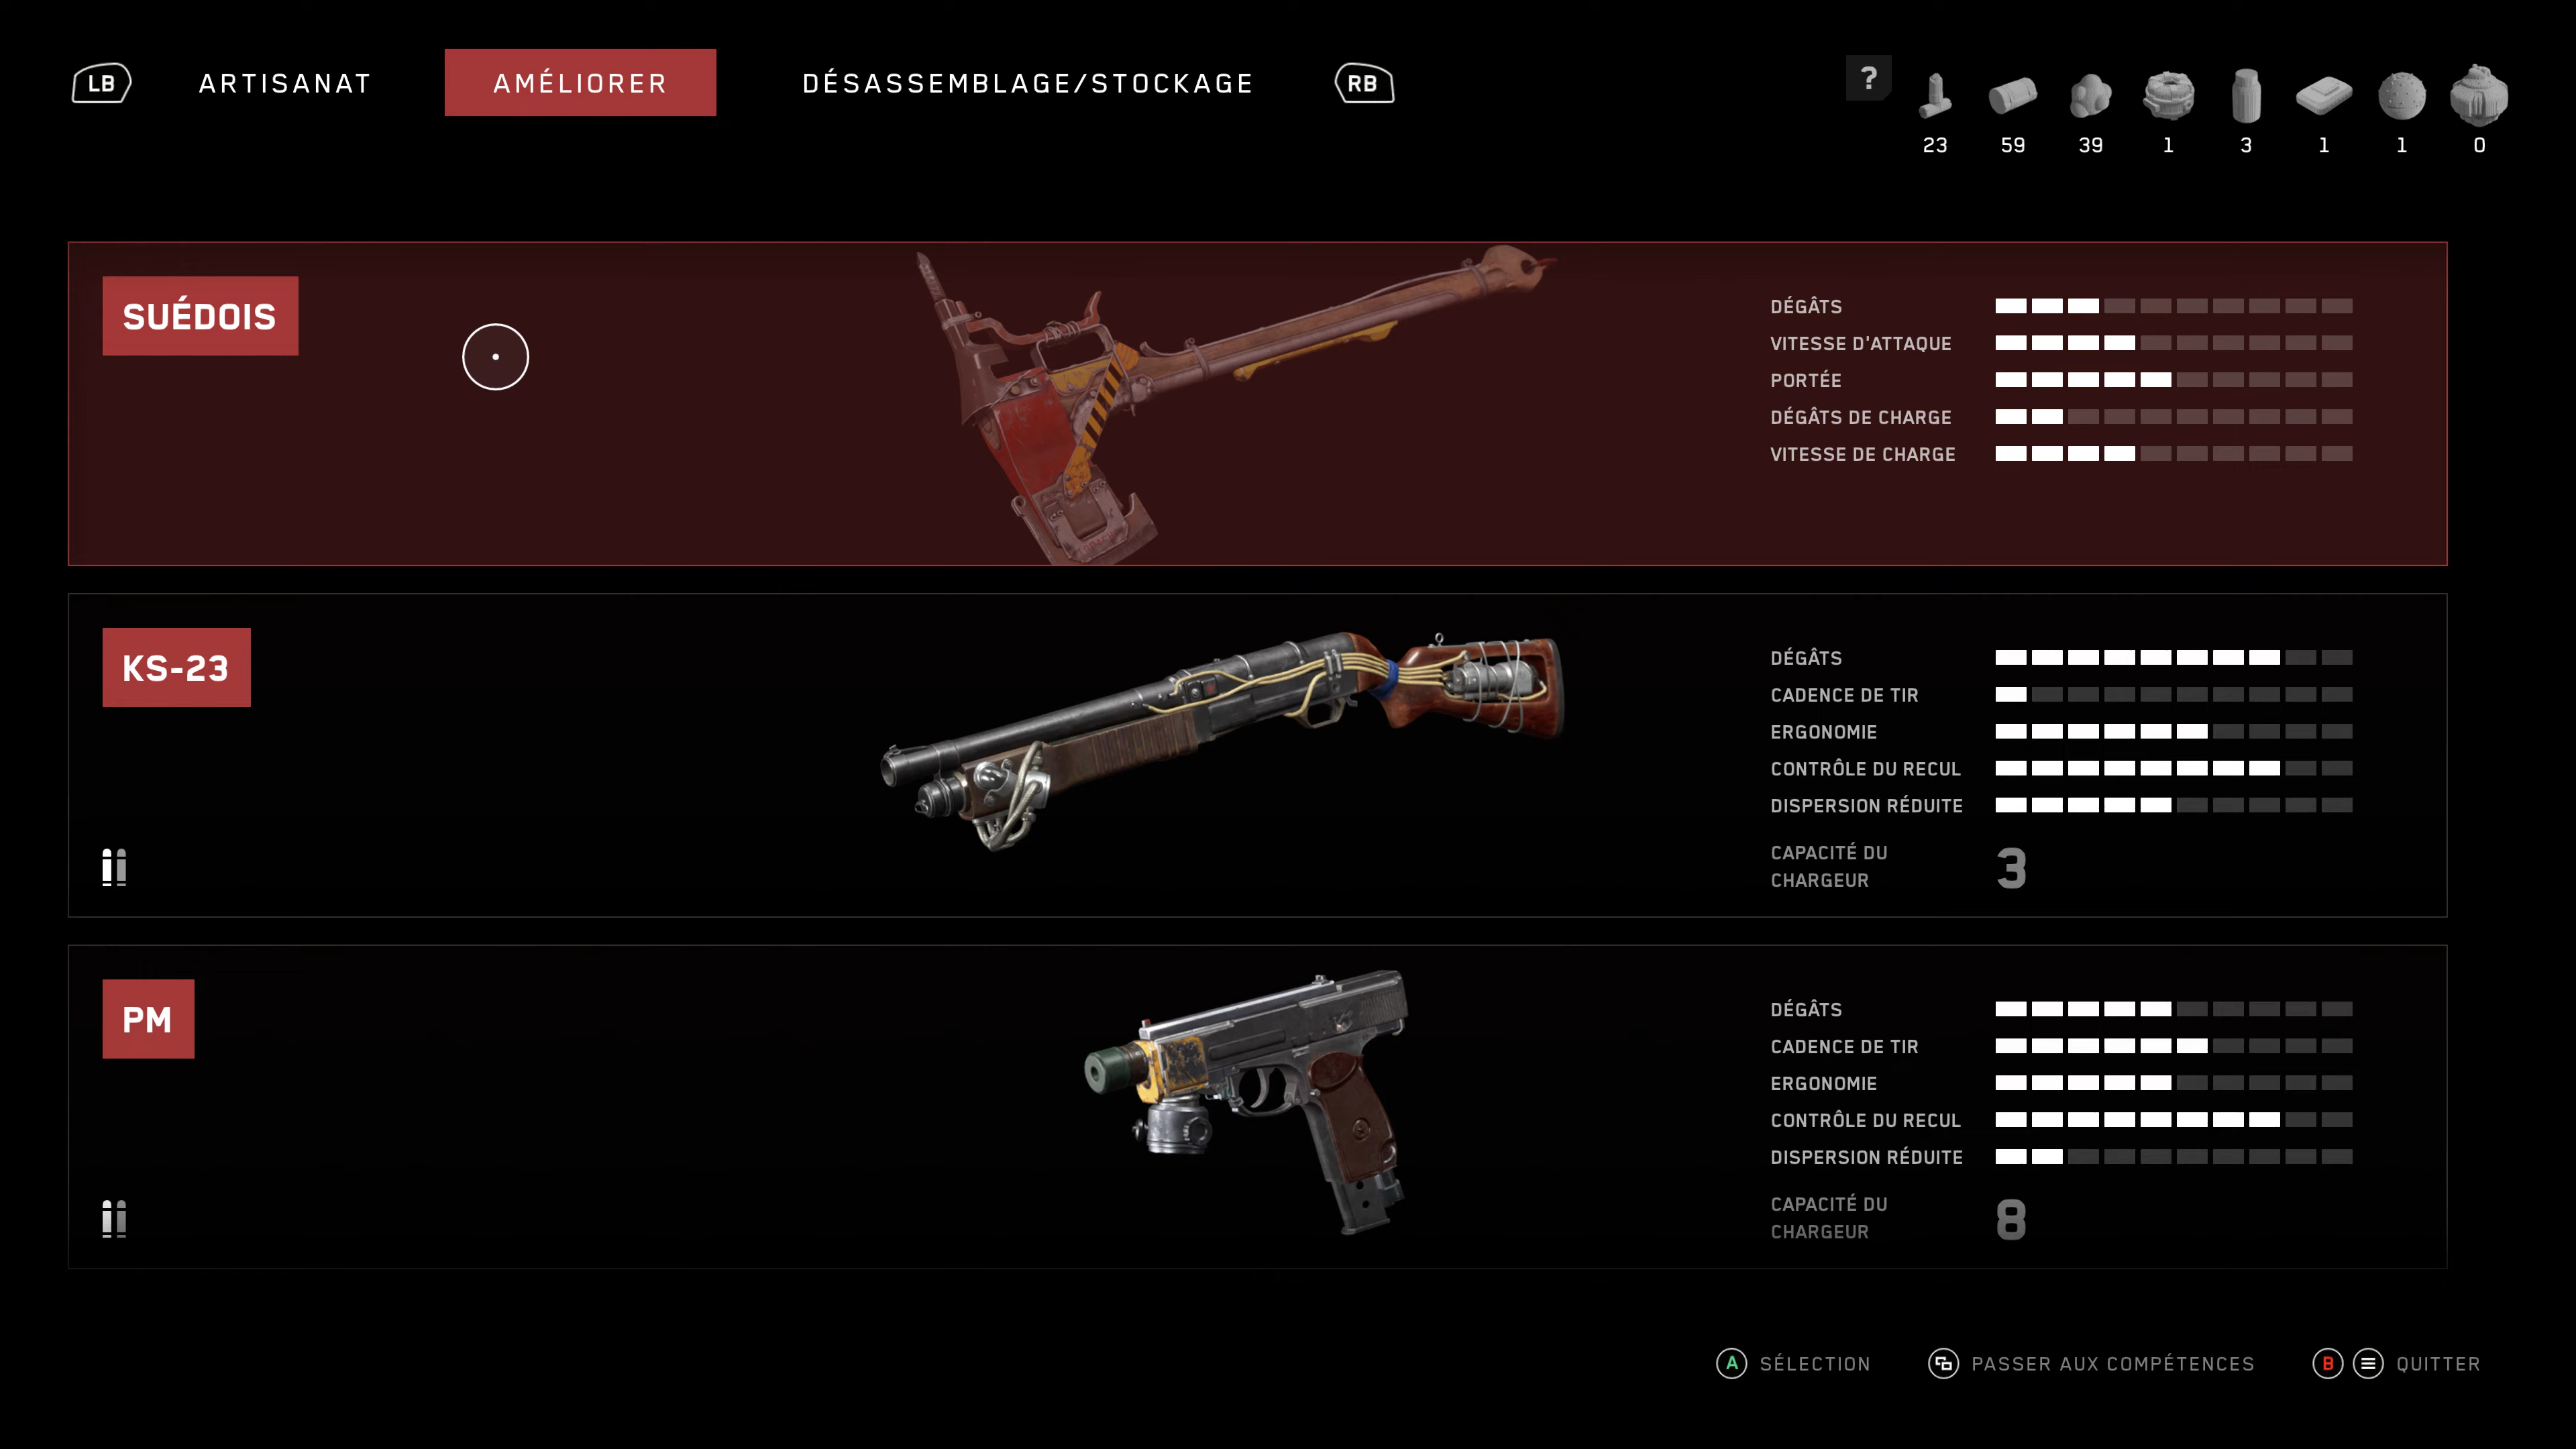 LB ARTISANAT AMÉLIORER DÉSASSEMBLAGE/STOCKAGE RB ?
23 59 39 1 3 1 1 0
SUÉDOIS
DÉGÂTS
VITESSE D'ATTAQUE
PORTÉE
DÉGÂTS DE CHARGE
VITESSE DE CHARGE
KS-23
DÉGÂTS
CADENCE DE TIR
ERGONOMIE
CONTRÔLE DU RECUL
DISPERSION RÉDUITE
CAPACITÉ DU
CHARGEUR
3
PM
DÉGÂTS
CADENCE DE TIR
ERGONOMIE
CONTRÔLE DU RECUL
DISPERSION RÉDUITE
CAPACITÉ DU
CHARGEUR
8
A SÉLECTION PASSER AUX COMPÉTENCES B QUITTER